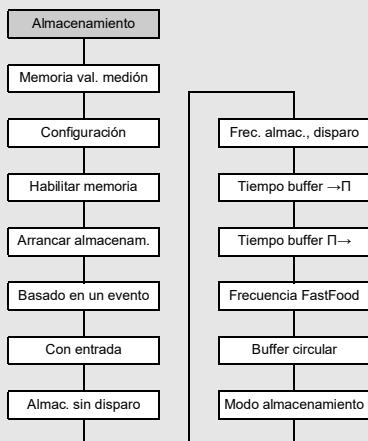 Almacenamiento
Memoria val. medión
Configuración
Habilitar memoria
Arrancar almacenam.
Basado en un evento
Con entrada
Almac. sin disparo
Frec. almac., disparo
Tiempo buffer →Π
Tiempo buffer Π→
Frecuencia FastFood
Buffer circular
Modo almacenamiento